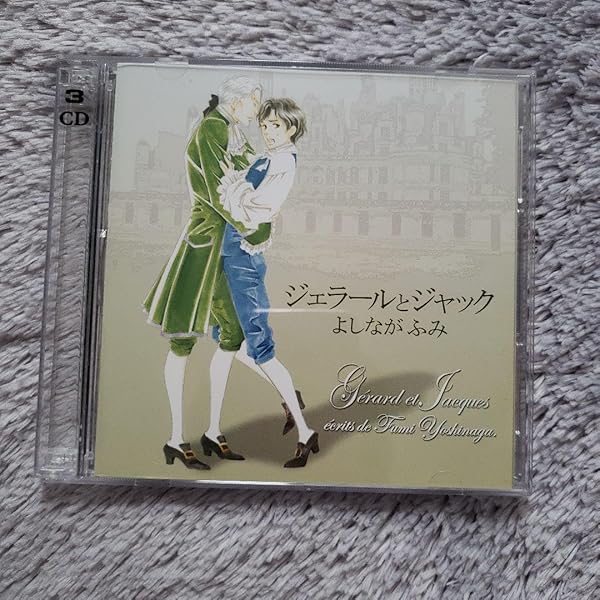 3
CD
ジェラールとジャック
よしなが ふみ
Gérard et Jacques
écrits de Fumi Yoshinaga.